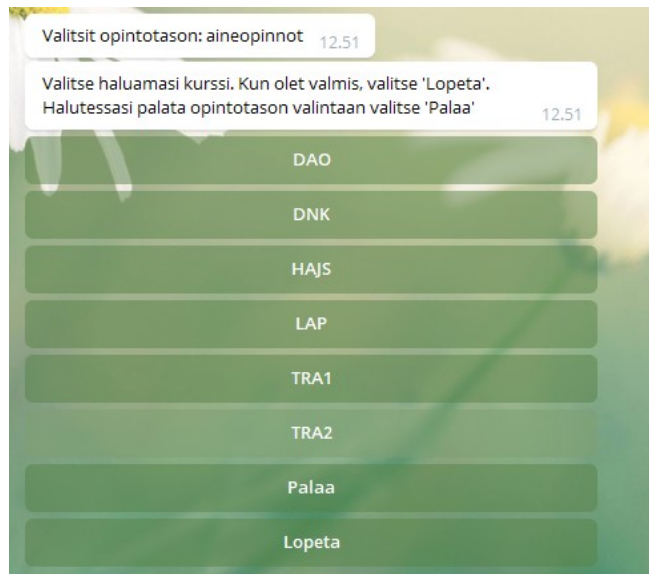 Valitsit opintotason: aineopinnot 12.51
Valitse haluamasi kurssi. Kun olet valmis, valitse 'Lopeta'.
Halutessasi palata opintotason valintaan valitse 'Palaa' 12.51
DAO
DNK
HAJS
LAP
TRA1
TRA2
Palaa
Lopeta